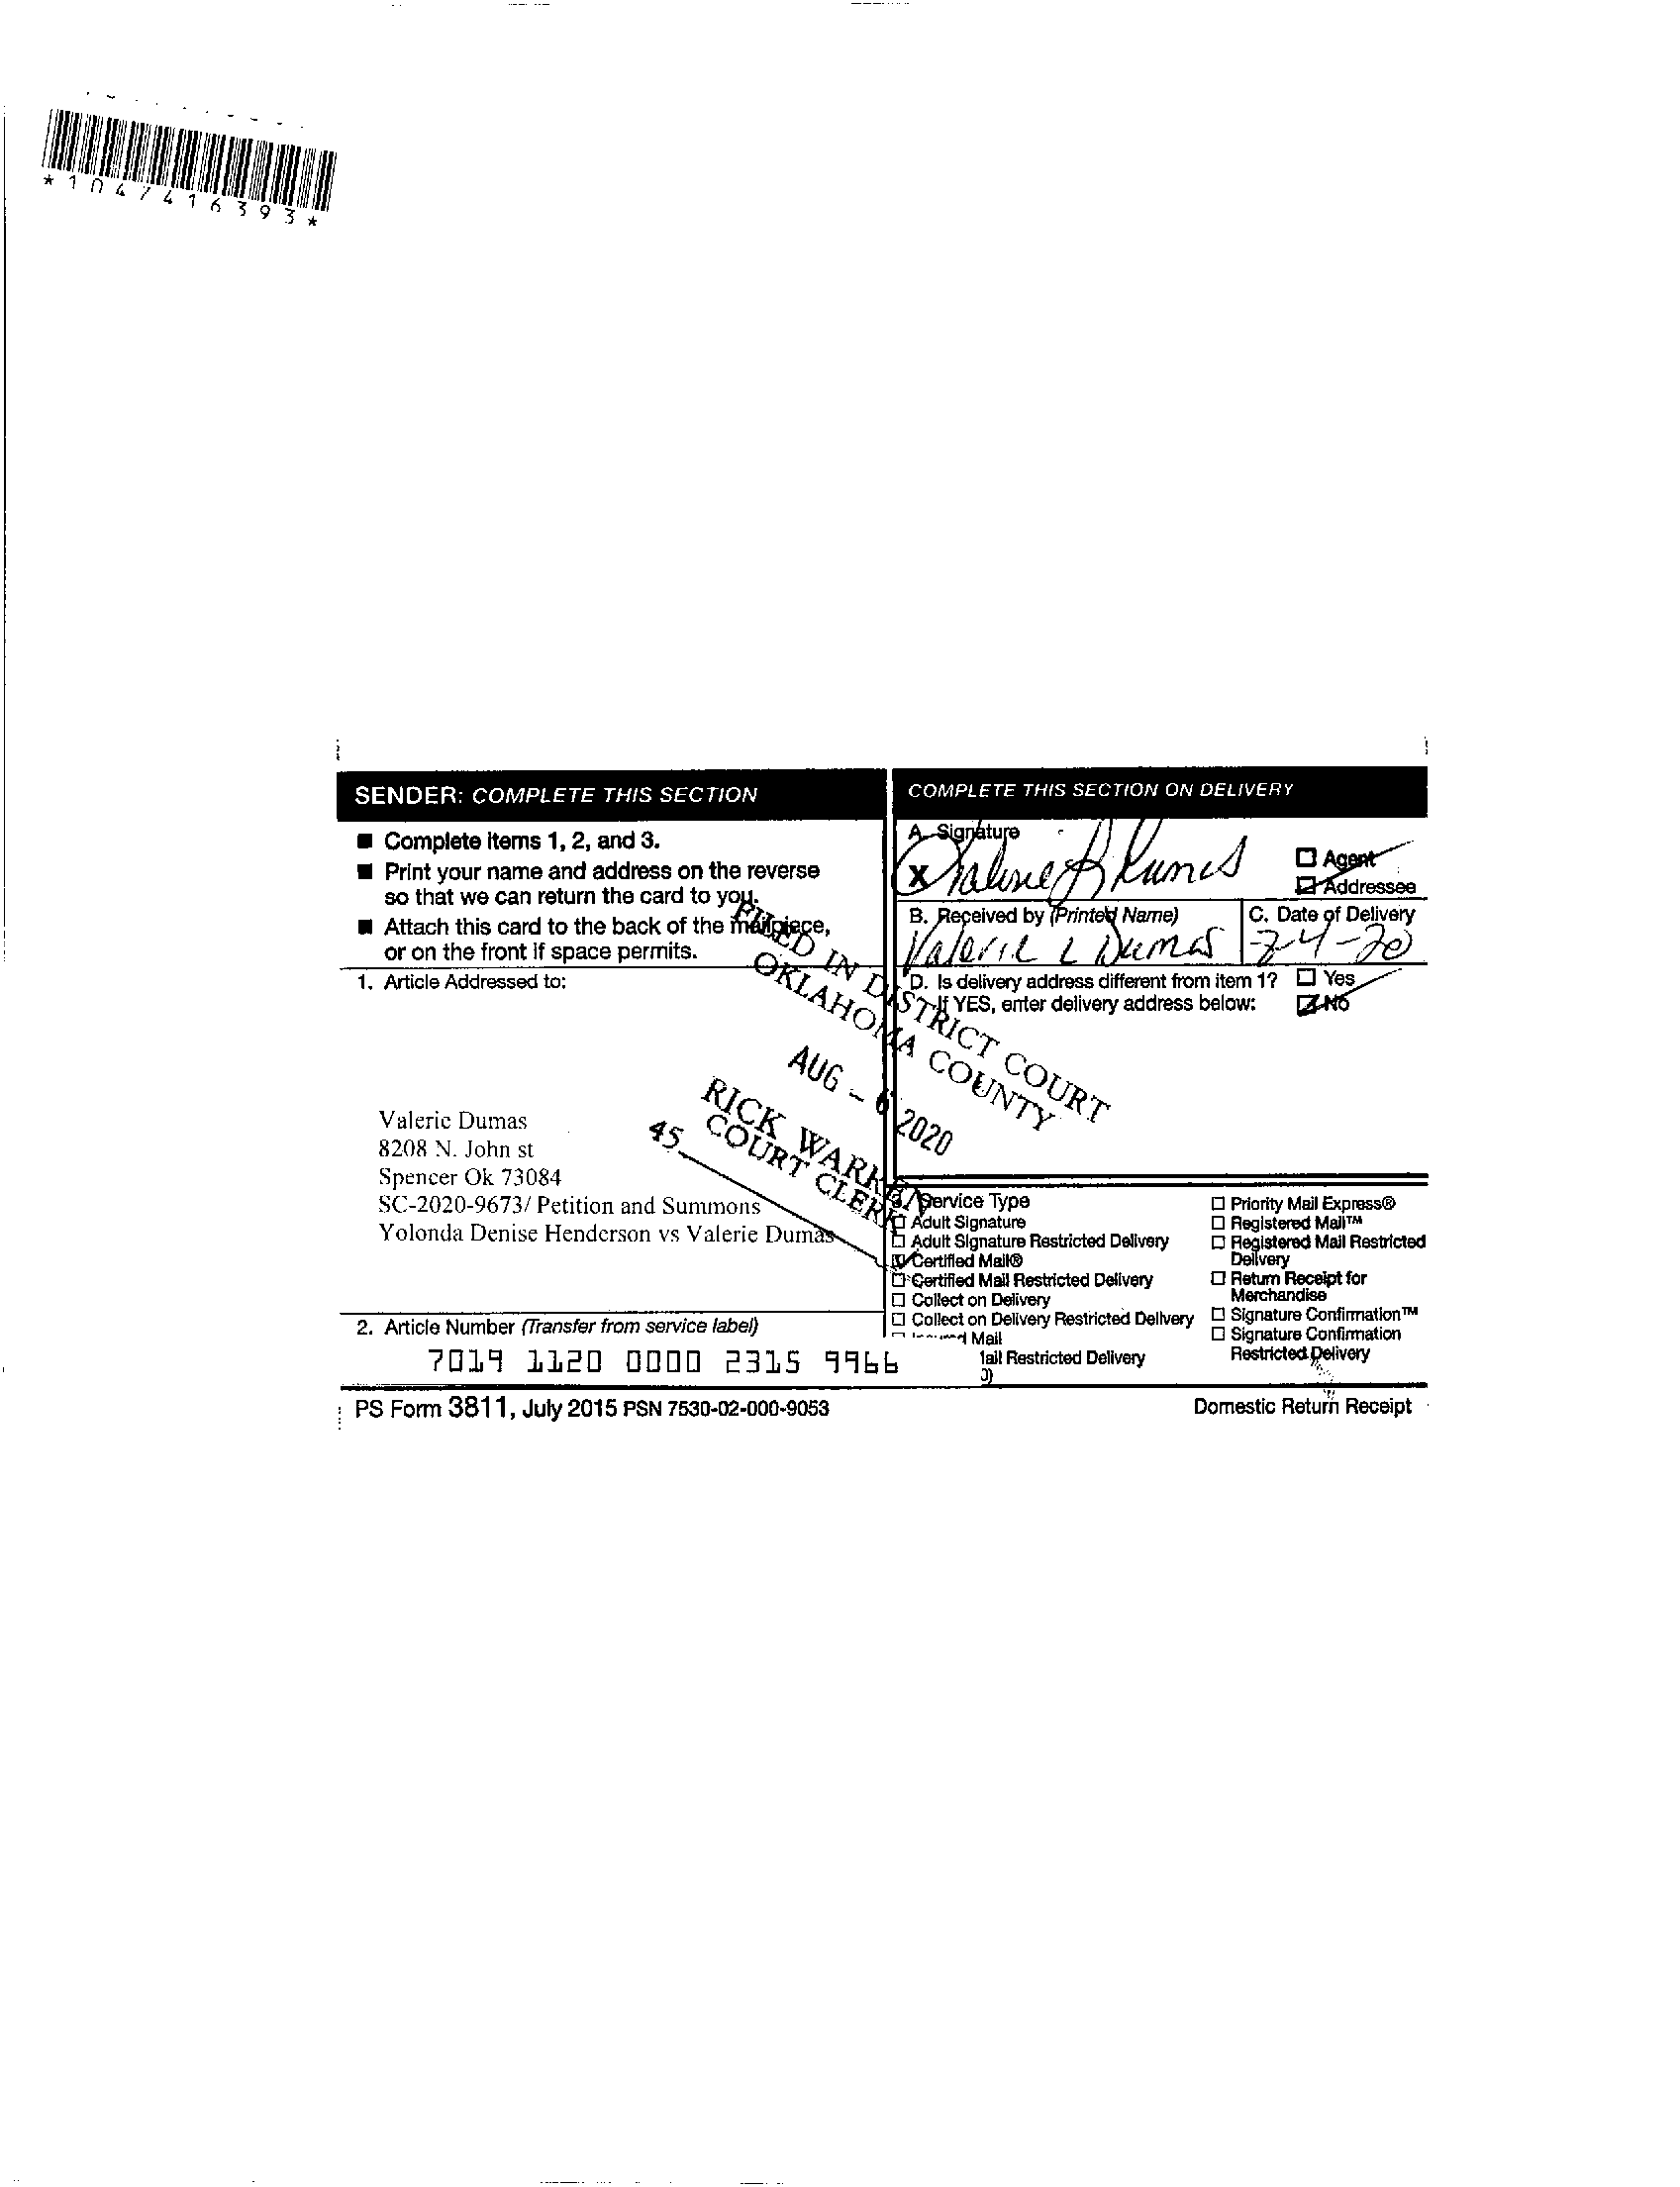 *1047416393*
SENDER: COMPLETE THIS SECTION
■ Complete items 1, 2, and 3.
■ Print your name and address on the reverse
so that we can return the card to you.
■ Attach this card to the back of the mailpiece,
or on the front if space permits.
1. Article Addressed to:
Valerie Dumas
8208 N. John st
Spencer Ok 73084
SC-2020-9673/ Petition and Summons
Yolonda Denise Henderson vs Valerie Dumas
2. Article Number (Transfer from service label)
7019 1120 0000 2315 9966
FILED IN DISTRICT COURT
OKLAHOMA COUNTY
AUG - 6 2020
RICK WARREN
COURT CLERK
45
COMPLETE THIS SECTION ON DELIVERY
A. Signature
X Valerie L Dumas
☐ Agent
☑ Addressee
B. Received by (Printed Name)
Valerie L Dumas
C. Date of Delivery
D. Is delivery address different from item 1? ☐ Yes
If YES, enter delivery address below: ☑ No
3. Service Type
☐ Adult Signature
☐ Adult Signature Restricted Delivery
☑ Certified Mail®
☐ Certified Mail Restricted Delivery
☐ Collect on Delivery
☐ Collect on Delivery Restricted Delivery
☐ Insured Mail
Mail Restricted Delivery
0)
☐ Priority Mail Express®
☐ Registered Mail™
☐ Registered Mail Restricted
Delivery
☐ Return Receipt for
Merchandise
☐ Signature Confirmation™
☐ Signature Confirmation
Restricted Delivery
PS Form 3811, July 2015 PSN 7530-02-000-9053
Domestic Return Receipt